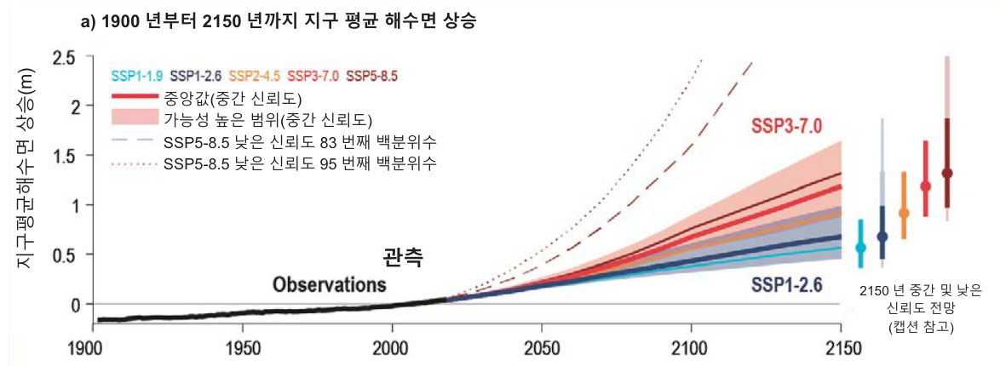 a) 1900 년부터 2150 년까지 지구 평균 해수면 상승
지구평균해수면 상승(m)
2.5
2
1.5
1
0.5
0
SSP1-1.9 SSP1-2.6 SSP2-4.5 SSP3-7.0 SSP5-8.5
중앙값(중간 신뢰도)
가능성 높은 범위(중간 신뢰도)
SSP5-8.5 낮은 신뢰도 83 번째 백분위수
SSP5-8.5 낮은 신뢰도 95 번째 백분위수
SSP3-7.0
관측
Observations
SSP1-2.6
2150 년 중간 및 낮은
신뢰도 전망
(캡션 참고)
1900 1950 2000 2050 2100 2150